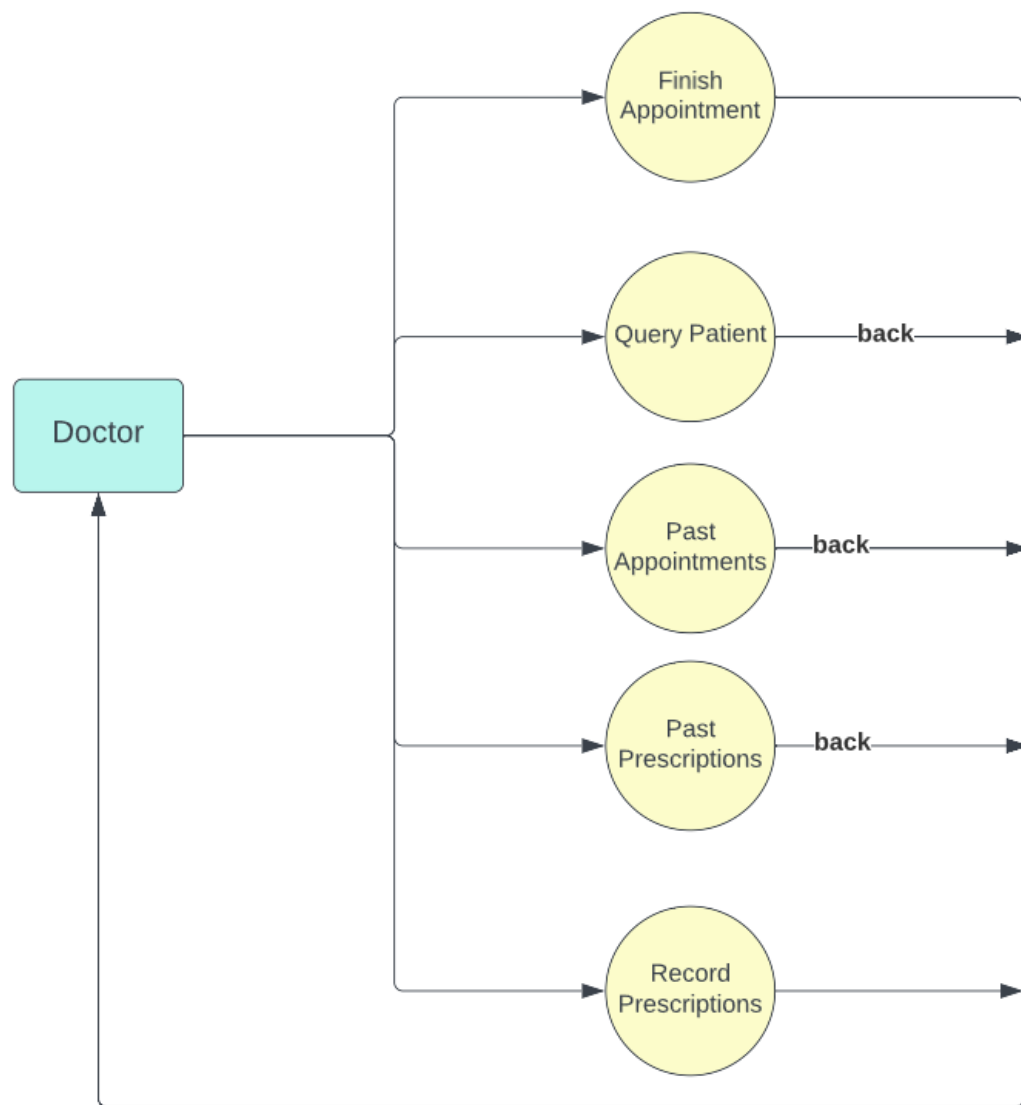 Finish
Appointment
Query Patient
back
Doctor
Past
Appointments
back
Past
Prescriptions
back
Record
Prescriptions